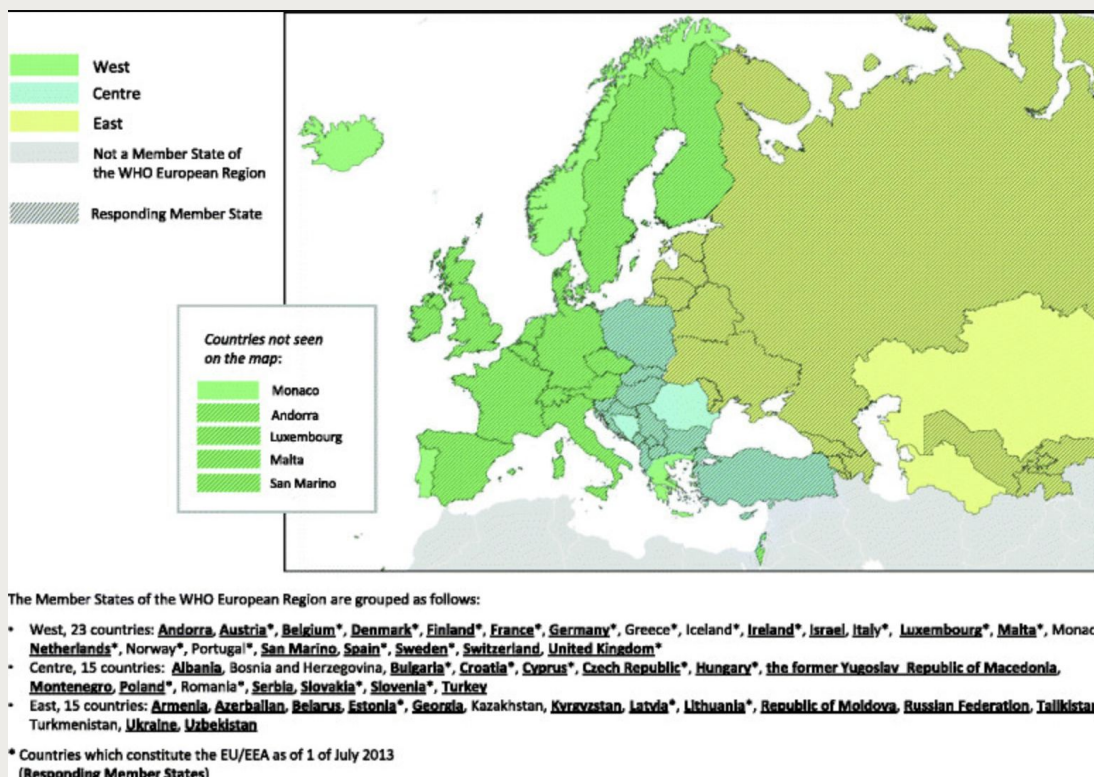 West
Centre
East
Not a Member State of
the WHO European Region
Responding Member State
Countries not seen
on the map:
Monaco
Andorra
Luxembourg
Malta
San Marino
The Member States of the WHO European Region are grouped as follows:
• West, 23 countries: Andorra, Austria*, Belgium*, Denmark*, Finland*, France*, Germany*, Greece*, Iceland*, Ireland*, Israel, Italy*, Luxembourg*, Malta*, Monac
Netherlands*, Norway*, Portugal*, San Marino, Spain*, Sweden*, Switzerland, United Kingdom*
• Centre, 15 countries: Albania, Bosnia and Herzegovina, Bulgaria*, Croatia*, Cyprus*, Czech Republic*, Hungary*, the former Yugoslav Republic of Macedonia,
Montenegro, Poland*, Romania*, Serbia, Slovakia*, Slovenia*, Turkey
• East, 15 countries: Armenia, Azerbaijan, Belarus, Estonia*, Georgia, Kazakhstan, Kyrgyzstan, Latvia*, Lithuania*, Republic of Moldova, Russian Federation, Tajikistan
Turkmenistan, Ukraine, Uzbekistan
* Countries which constitute the EU/EEA as of 1 of July 2013
(Responding Member States)